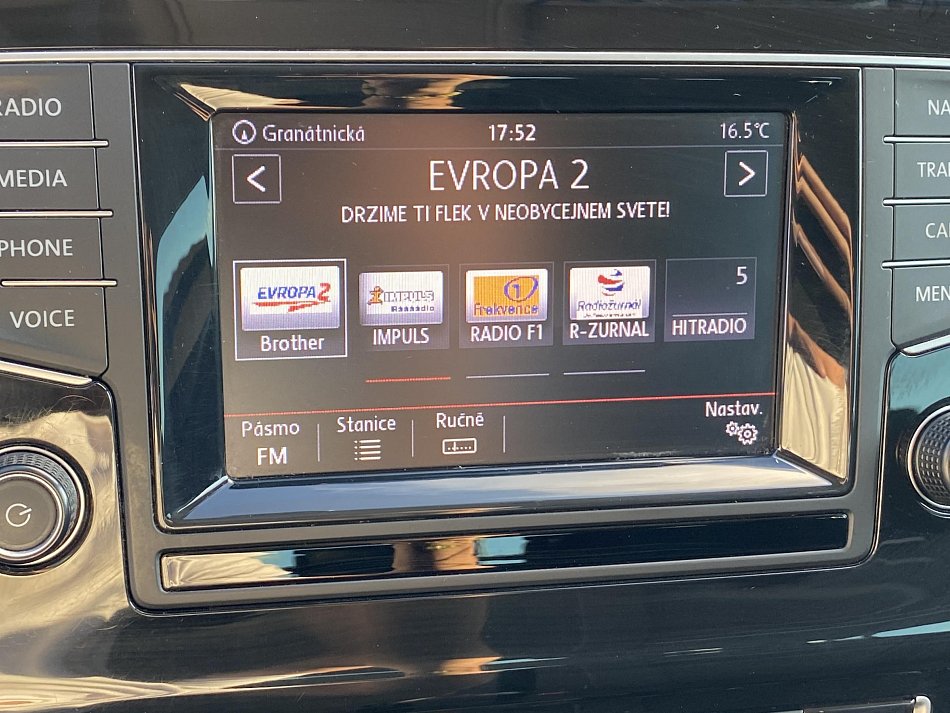 RADIO
MEDIA
PHONE
VOICE
Granátnická 17:52 16.5°C
< EVROPA 2 >
DRZIME TI FLEK V NEOBYCEJNEM SVETE!
EVROPA 2
Brother
IMPULS
IMPULS
1
Frekvence
RADIO F1
Radiožurnál
R-ZURNAL
5
HITRADIO
Pásmo
FM
Stanice
Ručně
Nastav.
NA
TRA
CA
MEN